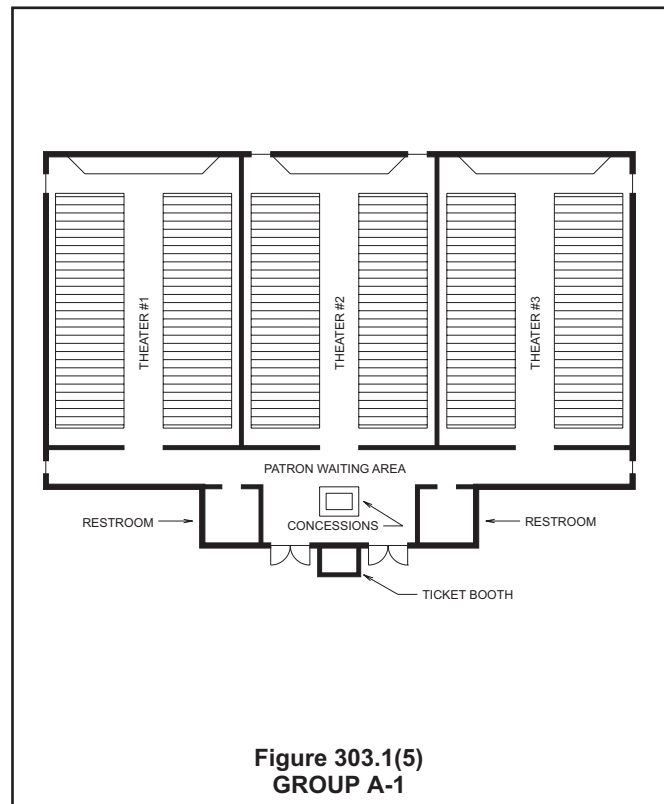 THEATER #1
THEATER #2
THEATER #3
PATRON WAITING AREA
RESTROOM
CONCESSIONS
RESTROOM
TICKET BOOTH
Figure 303.1(5)
GROUP A-1